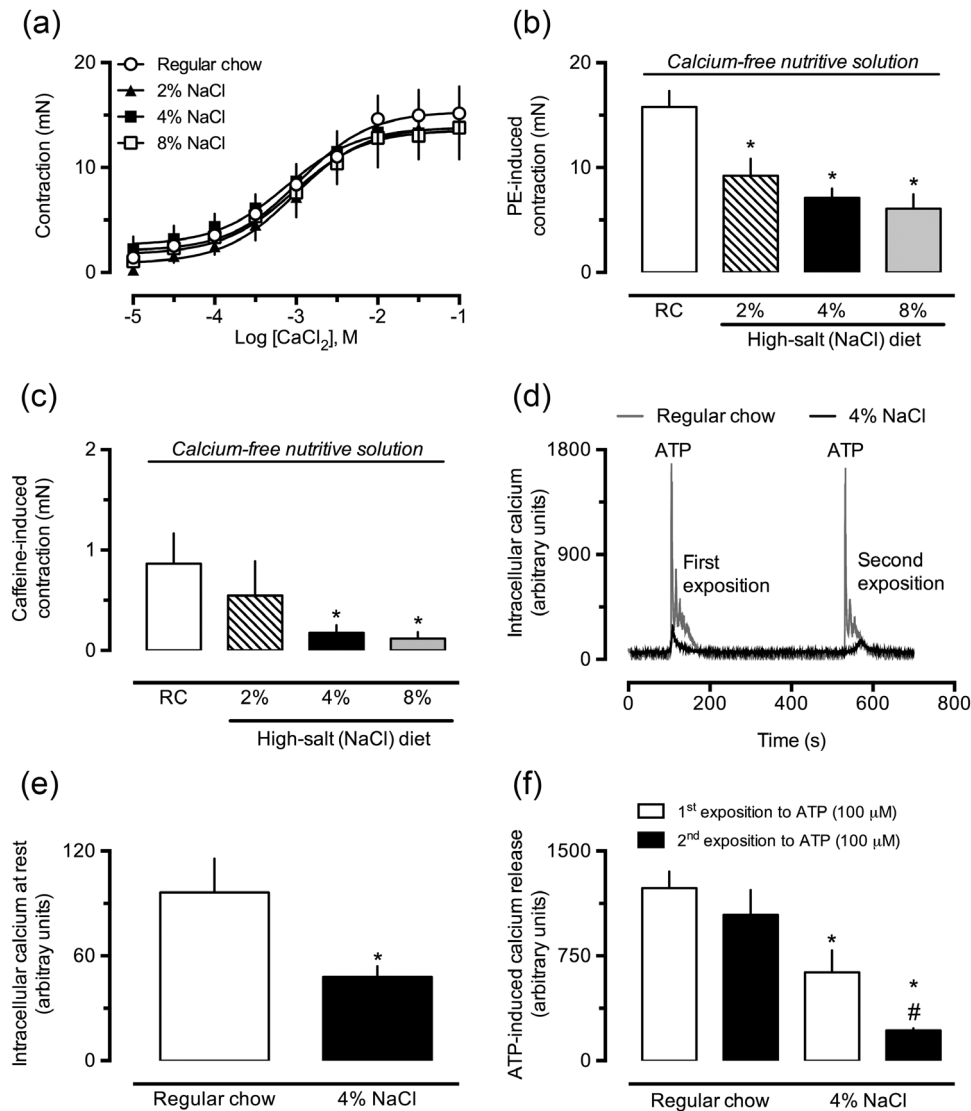 (a)
Regular chow
2% NaCl
4% NaCl
8% NaCl
Contraction (mN)
20
10
0
-5 -4 -3 -2 -1
Log [CaCl2], M
(b)
Calcium-free nutritive solution
PE-induced
contraction (mN)
20
10
0
* * *
RC 2% 4% 8%
High-salt (NaCl) diet
(c)
Calcium-free nutritive solution
Caffeine-induced
contraction (mN)
2
1
0
* *
RC 2% 4% 8%
High-salt (NaCl) diet
(d)
Regular chow 4% NaCl
Intracellular calcium
(arbitrary units)
1800
900
0
ATP ATP
First
exposition
Second
exposition
0 200 400 600 800
Time (s)
(e)
Intracellular calcium at rest
(arbitray units)
120
60
0
*
Regular chow 4% NaCl
(f)
1st exposition to ATP (100 μM)
2nd exposition to ATP (100 μM)
ATP-induced calcium release
(arbitrary units)
1500
750
0
* *
#
Regular chow 4% NaCl